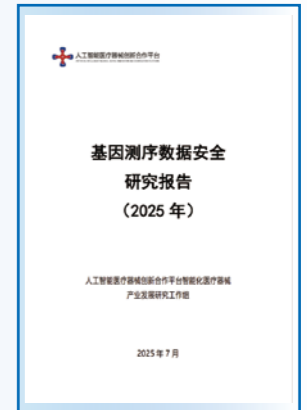 人工智能医疗器械创新合作平台
基因测序数据安全
研究报告
（2025 年）
人工智能医疗器械创新合作平台智能化医疗器械
产业发展研究工作组
2025 年 7 月